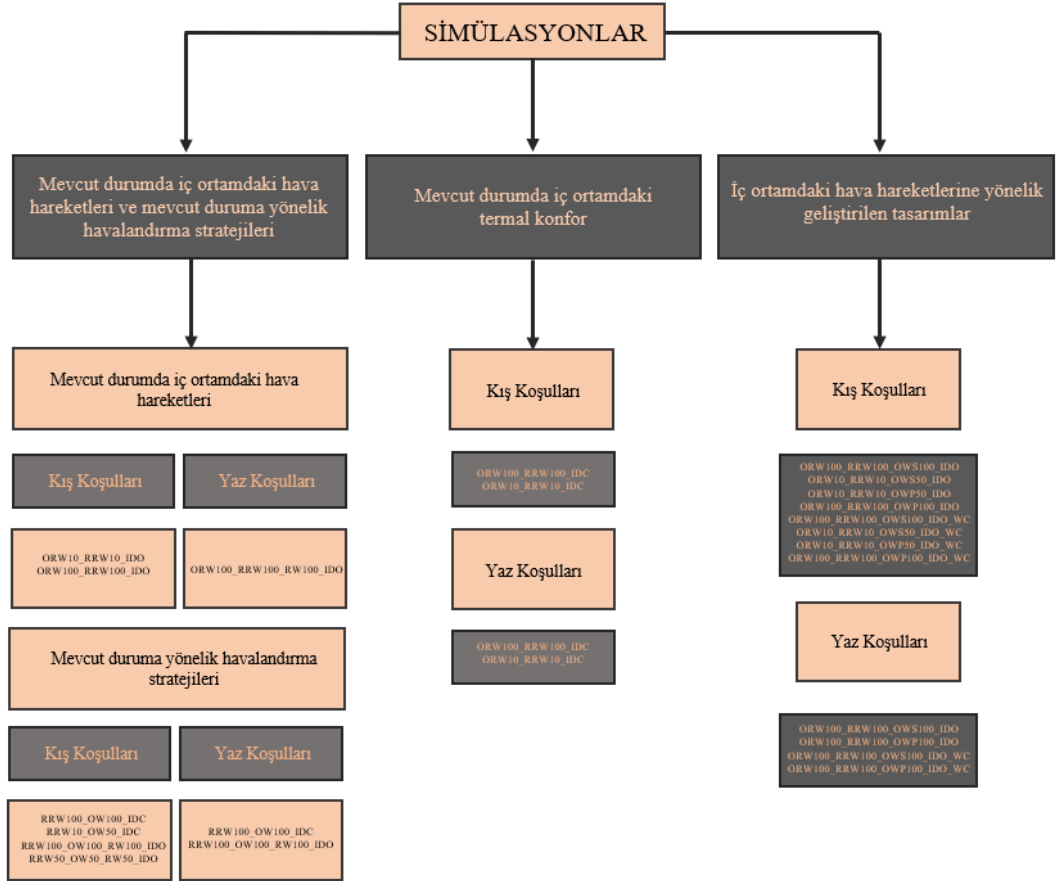 SİMÜLASYONLAR
Mevcut durumda iç ortamdaki hava
hareketleri ve mevcut duruma yönelik
havalandırma stratejileri
Mevcut durumda iç ortamdaki
termal konfor
İç ortamdaki hava hareketlerine yönelik
geliştirilen tasarımlar
Mevcut durumda iç ortamdaki hava
hareketleri
Kış Koşulları
Yaz Koşulları
ORW10_RRW10_IDO
ORW100_RRW100_IDO
ORW100_RRW100_RW100_IDO
Mevcut duruma yönelik havalandırma
stratejileri
Kış Koşulları
Yaz Koşulları
RRW100_OW100_IDC
RRW10_OW50_IDC
RRW100_OW100_RW100_IDO
RRW50_OW50_RW50_IDO
RRW100_OW100_IDC
RRW100_OW100_RW100_IDO
Kış Koşulları
ORW100_RRW100_IDC
ORW10_RRW10_IDC
Yaz Koşulları
ORW100_RRW100_IDC
ORW10_RRW10_IDC
Kış Koşulları
ORW100_RRW100_OWS100_IDO
ORW10_RRW10_OWS50_IDO
ORW10_RRW10_OWP50_IDO
ORW100_RRW100_OWP100_IDO
ORW100_RRW100_OWS100_IDO_WC
ORW10_RRW10_OWS50_IDO_WC
ORW10_RRW10_OWP50_IDO_WC
ORW100_RRW100_OWP100_IDO_WC
Yaz Koşulları
ORW100_RRW100_OWS100_IDO
ORW100_RRW100_OWP100_IDO
ORW100_RRW100_OWS100_IDO_WC
ORW100_RRW100_OWP100_IDO_WC